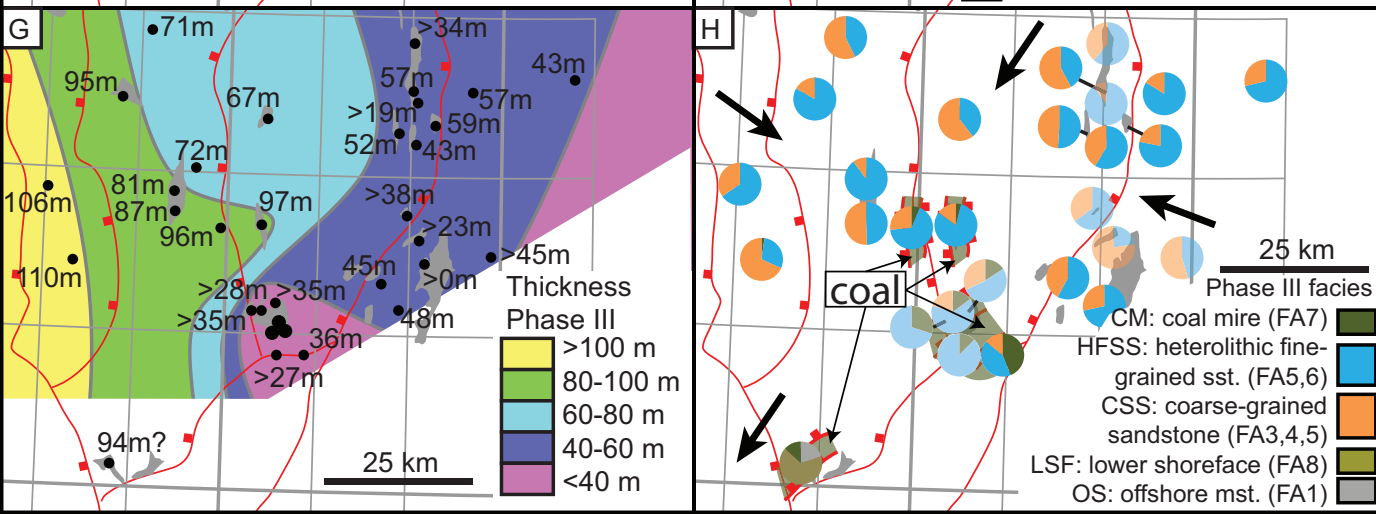 G
71m
>34m
95m
57m
43m
67m
57m
>19m
59m
52m
43m
72m
81m
>38m
106m
87m
97m
96m
>23m
110m
45m
>45m
>0m
>28m
>35m
>35m
48m
36m
>27m
94m?
25 km
Thickness
Phase III
>100 m
80-100 m
60-80 m
40-60 m
<40 m
H
coal
25 km
Phase III facies
CM: coal mire (FA7)
HFSS: heterolithic fine-
grained sst. (FA5,6)
CSS: coarse-grained
sandstone (FA3,4,5)
LSF: lower shoreface (FA8)
OS: offshore mst. (FA1)